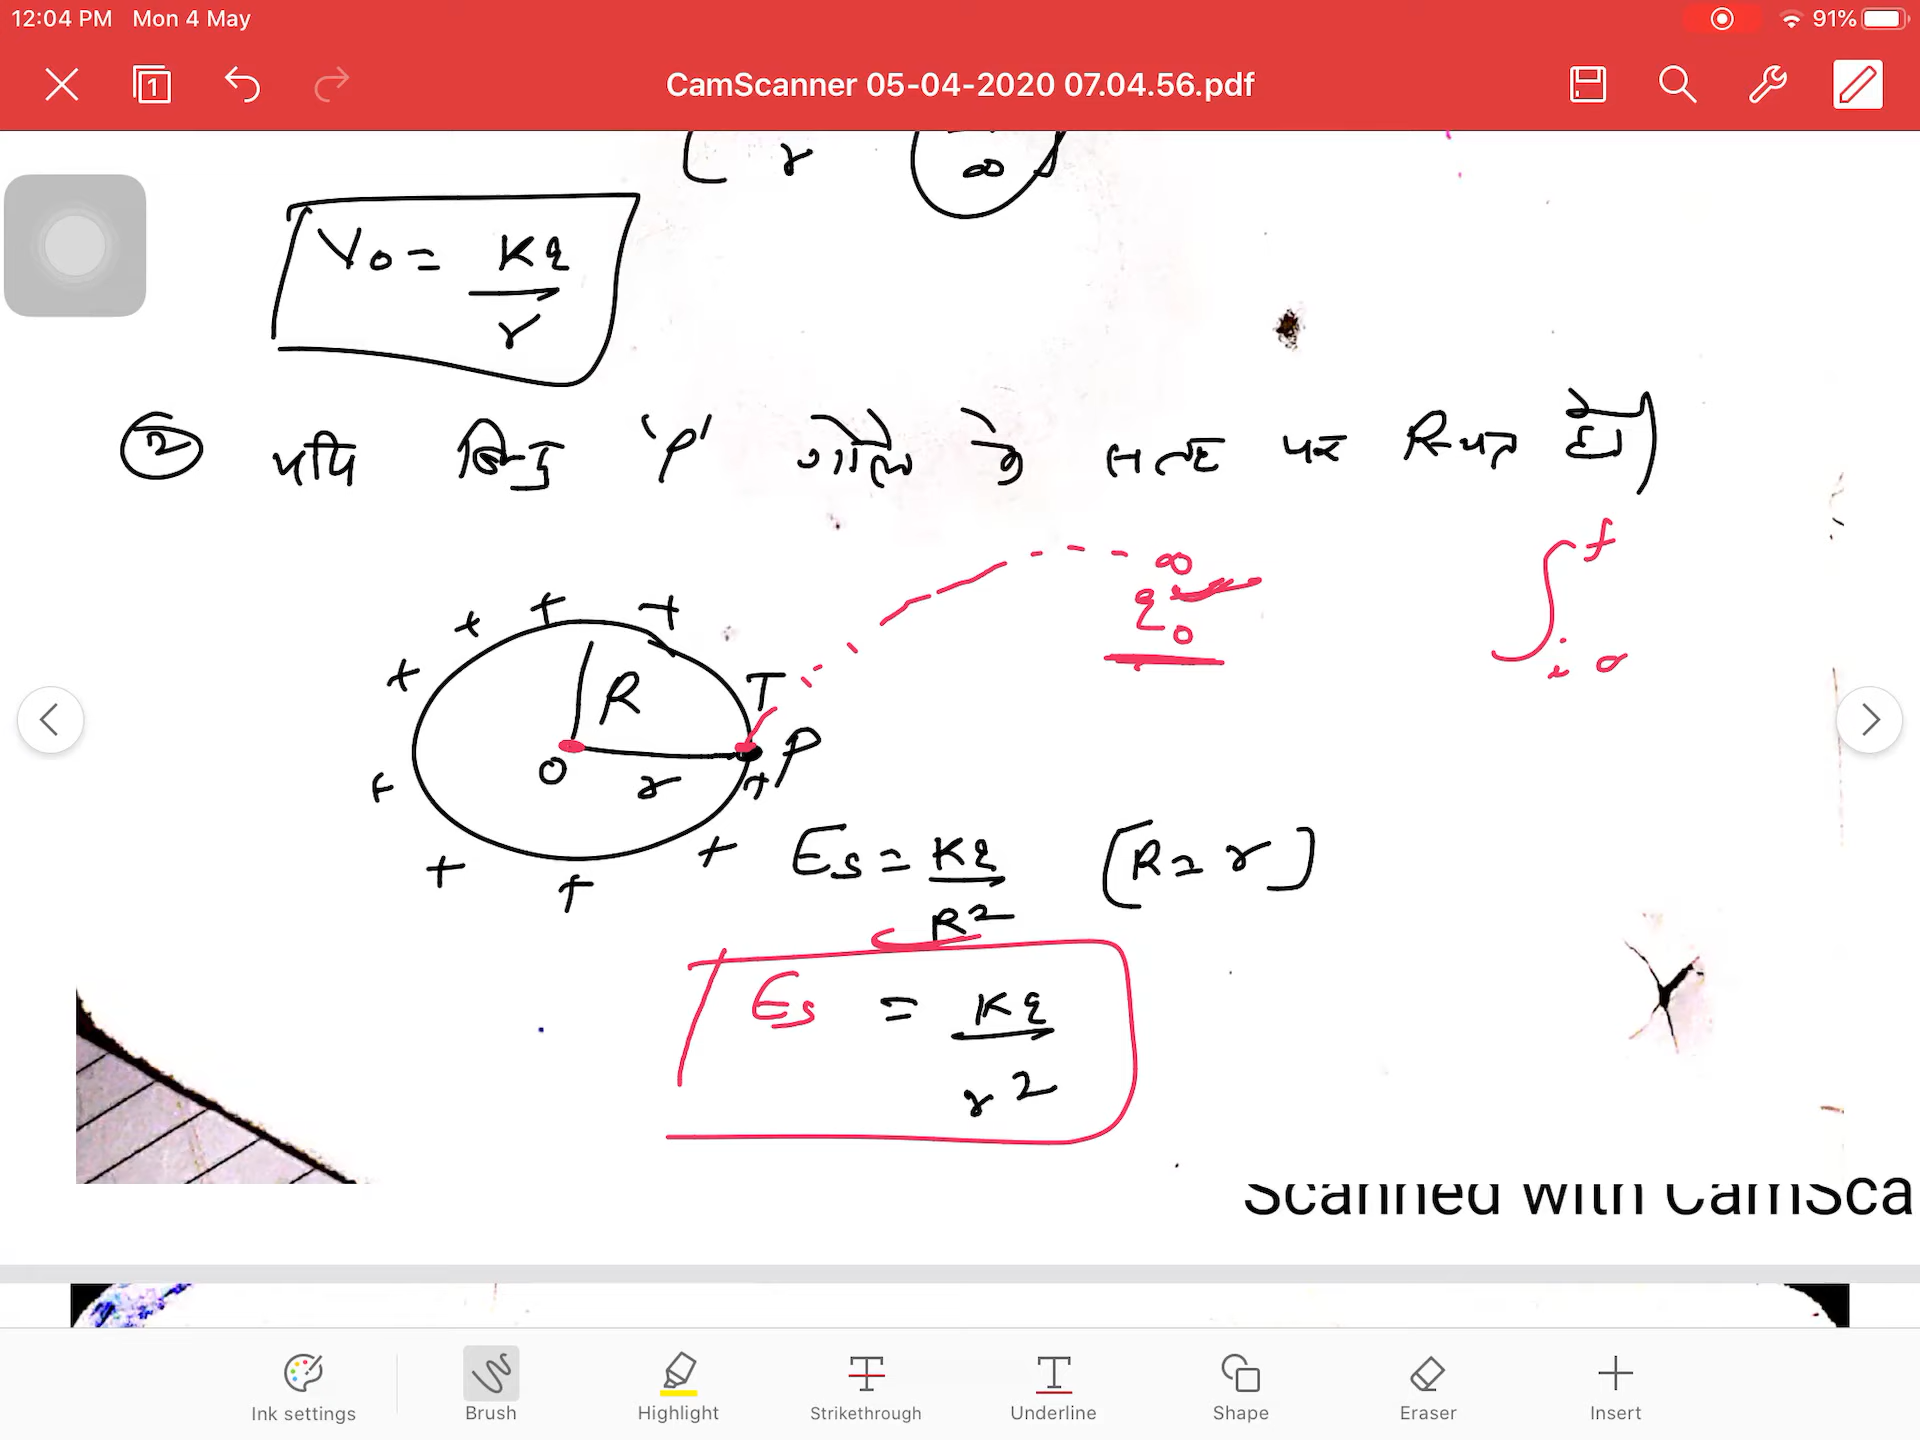 12:04 PM Mon 4 May 91%
1 CamScanner 05-04-2020 07.04.56.pdf
r ∞
V₀ = Kq / r
② यदि बिन्दु 'P' गोले के सतह पर स्थित हो)
∞
q₀
∫ f
i
+ + + + + + + + + +
R T
O r P
Es = Kq / R² [R = r]
Es = Kq / r²
Scanned with CamSca
Ink settings Brush Highlight Strikethrough Underline Shape Eraser Insert